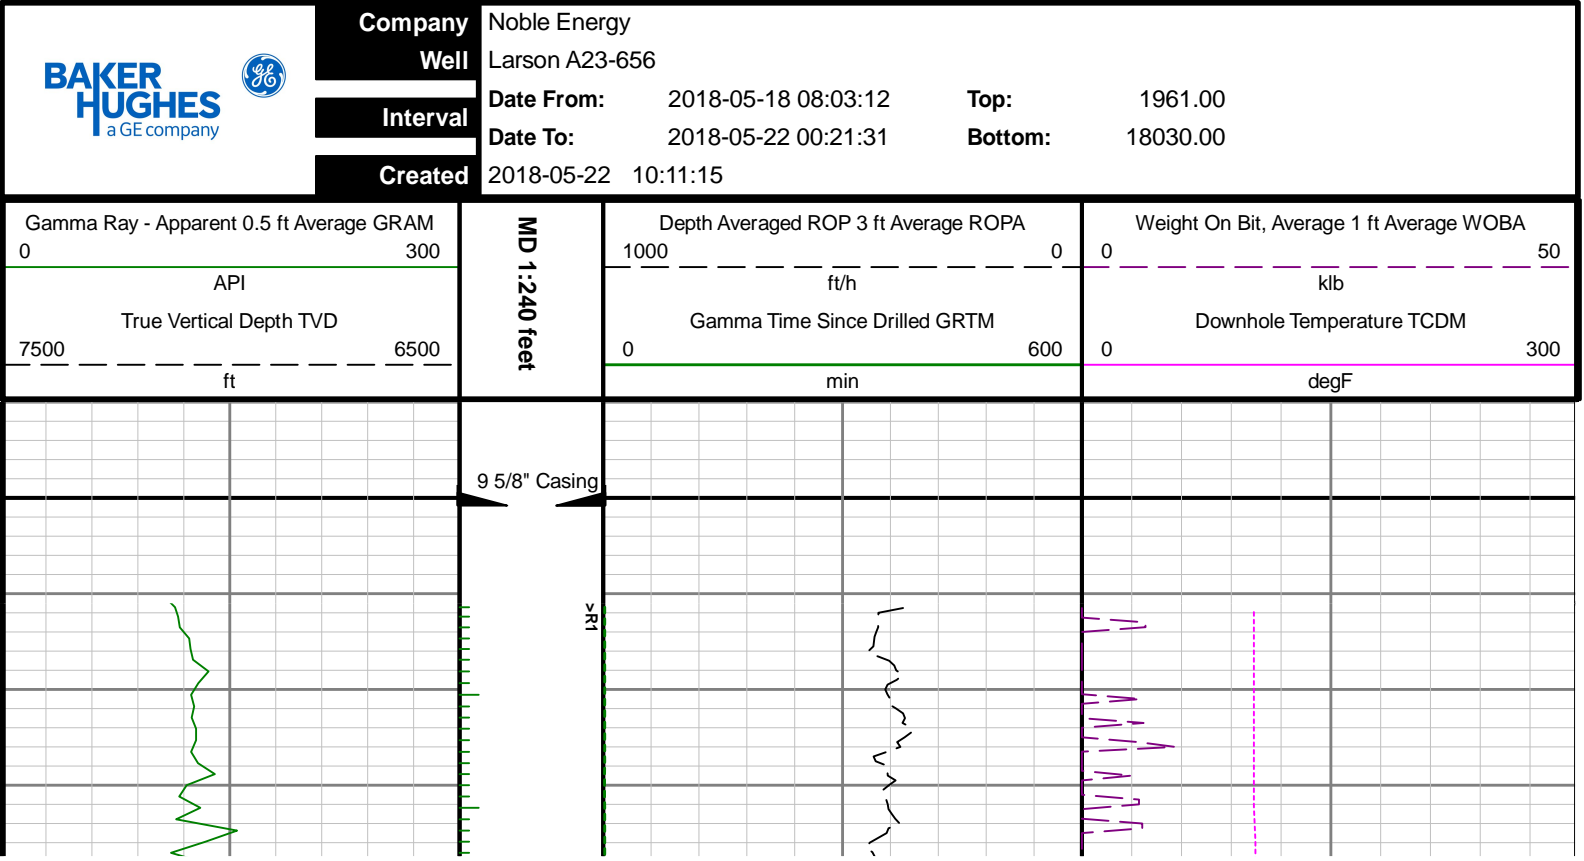 BAKER
HUGHES
a GE company
GE
Company Noble Energy
Well Larson A23-656
Interval
Date From: 2018-05-18 08:03:12 Top: 1961.00
Date To: 2018-05-22 00:21:31 Bottom: 18030.00
Created 2018-05-22 10:11:15
Gamma Ray - Apparent 0.5 ft Average GRAM
0 300
API
True Vertical Depth TVD
7500 6500
ft
MD 1:240 feet
Depth Averaged ROP 3 ft Average ROPA
1000 0
ft/h
Gamma Time Since Drilled GRTM
0 600
min
Weight On Bit, Average 1 ft Average WOBA
0 50
klb
Downhole Temperature TCDM
0 300
degF
9 5/8" Casing
>R1